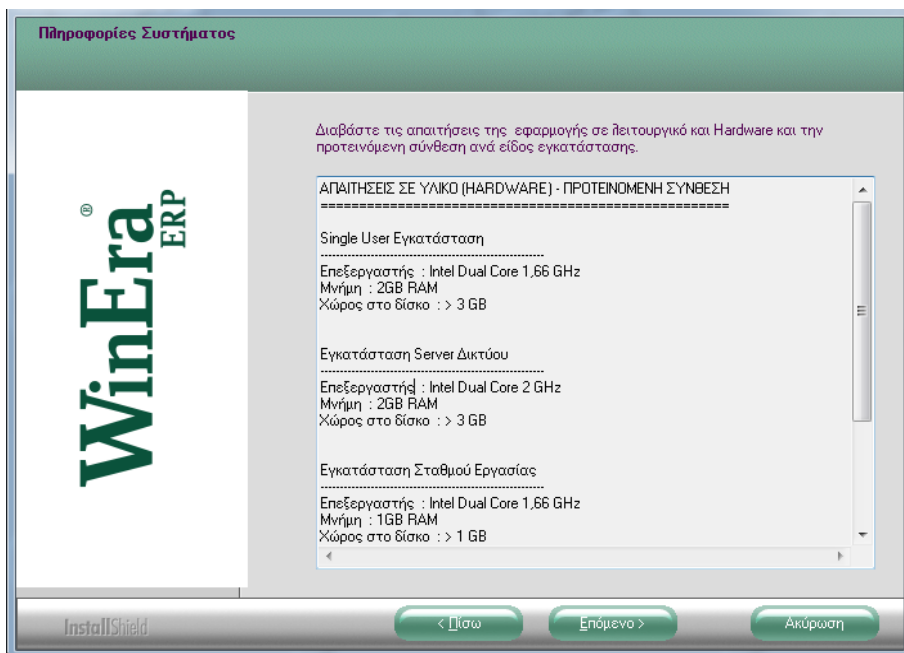 Πληροφορίες Συστήματος
Διαβάστε τις απαιτήσεις της εφαρμογής σε λειτουργικό και Hardware και την
προτεινόμενη σύνθεση ανά είδος εγκατάστασης.
WinEra®
ERP
ΑΠΑΙΤΗΣΕΙΣ ΣΕ ΥΛΙΚΟ (HARDWARE) - ΠΡΟΤΕΙΝΟΜΕΝΗ ΣΥΝΘΕΣΗ
=====================================================
Single User Εγκατάσταση
-------------------------------------------------------
Επεξεργαστής : Intel Dual Core 1,66 GHz
Μνήμη : 2GB RAM
Χώρος στο δίσκο : > 3 GB
Εγκατάσταση Server Δικτύου
-------------------------------------------------------
Επεξεργαστής : Intel Dual Core 2 GHz
Μνήμη : 2GB RAM
Χώρος στο δίσκο : > 3 GB
Εγκατάσταση Σταθμού Εργασίας
-------------------------------------------------------
Επεξεργαστής : Intel Dual Core 1,66 GHz
Μνήμη : 1GB RAM
Χώρος στο δίσκο : > 1 GB
InstallShield
< Πίσω
Επόμενο >
Ακύρωση